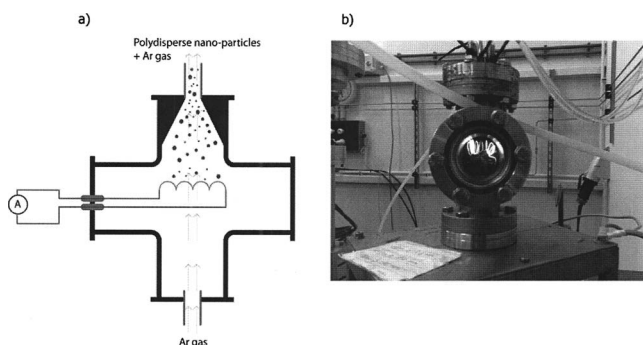 a)
b)
Polydisperse nano-particles
+ Ar gas
A
Ar gas